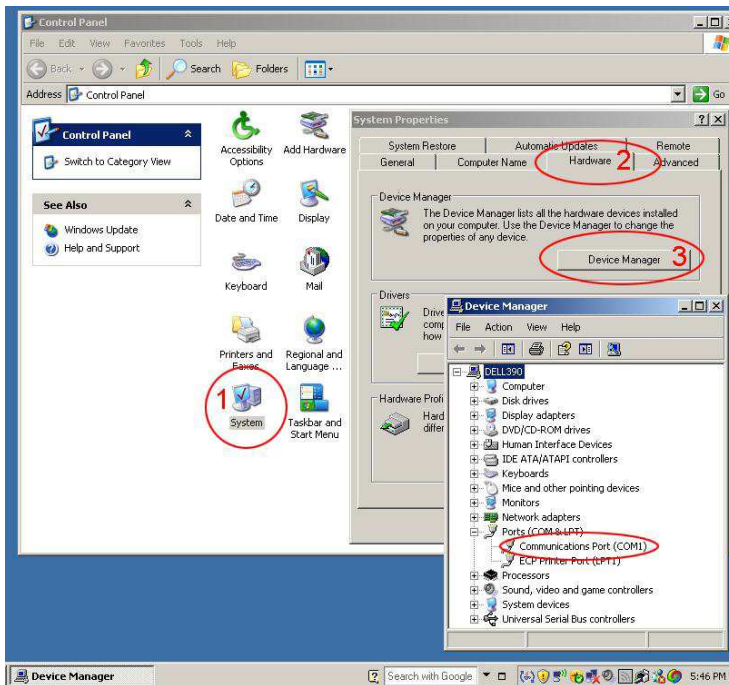 Control Panel
File Edit View Favorites Tools Help
Back Search Folders
Address Control Panel Go
Control Panel
Switch to Category View
See Also
Windows Update
Help and Support
Accessibility
Options
Add Hardware
Date and Time
Display
Keyboard
Mail
Printers and
Faxes
Regional and
Language ...
1
System
Taskbar and
Start Menu
System Properties
System Restore Automatic Updates Remote
General Computer Name Hardware 2 Advanced
Device Manager
The Device Manager lists all the hardware devices installed
on your computer. Use the Device Manager to change the
properties of any device.
Device Manager 3
Drivers
Drive
comp
how
Hardware Profi
Hard
differ
Device Manager
File Action View Help
DELL390
Computer
Disk drives
Display adapters
DVD/CD-ROM drives
Human Interface Devices
IDE ATA/ATAPI controllers
Keyboards
Mice and other pointing devices
Monitors
Network adapters
Ports (COM & LPT)
Communications Port (COM1)
ECP Printer Port (LPT1)
Processors
Sound, video and game controllers
System devices
Universal Serial Bus controllers
Device Manager
Search with Google
5:46 PM